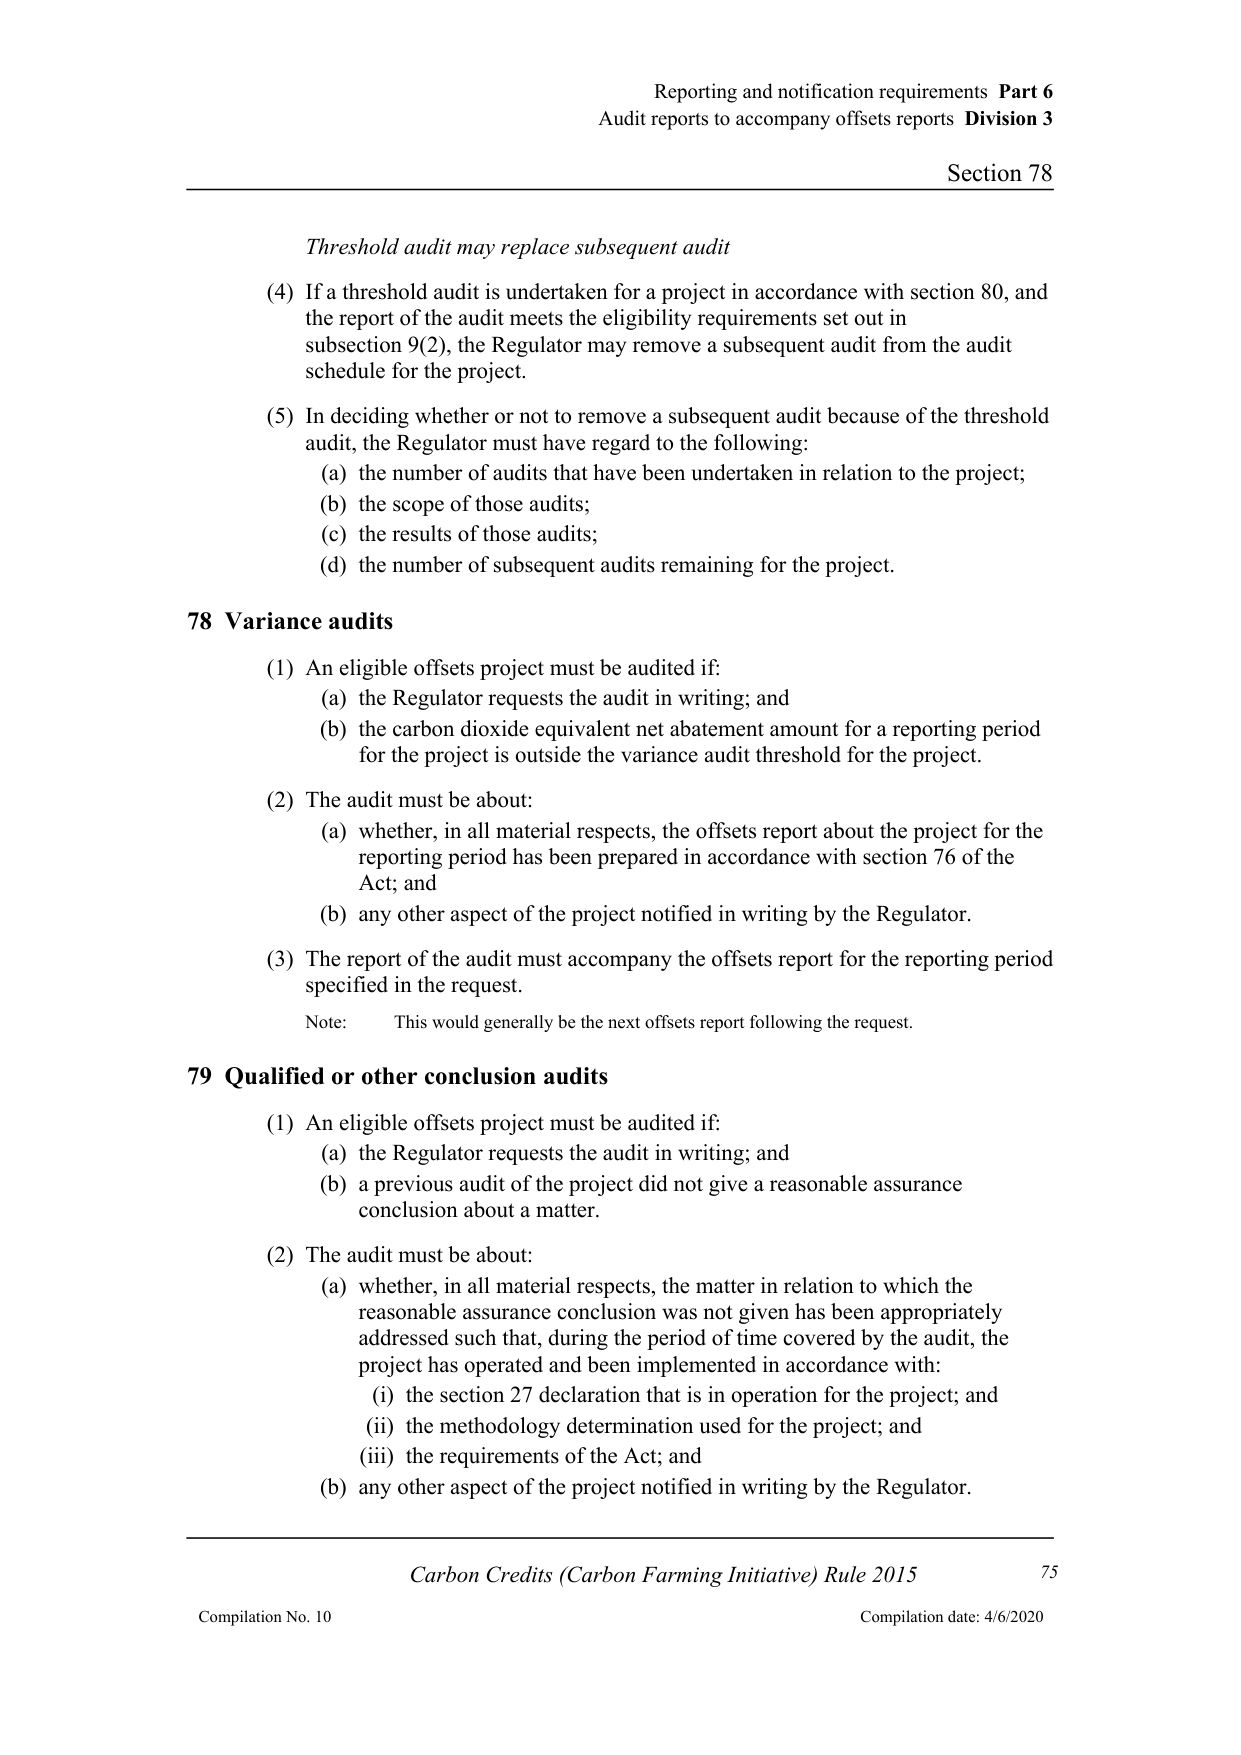 Reporting and notification requirements Part 6
Audit reports to accompany offsets reports Division 3
Section 78
Threshold audit may replace subsequent audit
(4) If a threshold audit is undertaken for a project in accordance with section 80, and
the report of the audit meets the eligibility requirements set out in
subsection 9(2), the Regulator may remove a subsequent audit from the audit
schedule for the project.
(5) In deciding whether or not to remove a subsequent audit because of the threshold
audit, the Regulator must have regard to the following:
(a) the number of audits that have been undertaken in relation to the project;
(b) the scope of those audits;
(c) the results of those audits;
(d) the number of subsequent audits remaining for the project.
78 Variance audits
(1) An eligible offsets project must be audited if:
(a) the Regulator requests the audit in writing; and
(b) the carbon dioxide equivalent net abatement amount for a reporting period
for the project is outside the variance audit threshold for the project.
(2) The audit must be about:
(a) whether, in all material respects, the offsets report about the project for the
reporting period has been prepared in accordance with section 76 of the
Act; and
(b) any other aspect of the project notified in writing by the Regulator.
(3) The report of the audit must accompany the offsets report for the reporting period
specified in the request.
Note: This would generally be the next offsets report following the request.
79 Qualified or other conclusion audits
(1) An eligible offsets project must be audited if:
(a) the Regulator requests the audit in writing; and
(b) a previous audit of the project did not give a reasonable assurance
conclusion about a matter.
(2) The audit must be about:
(a) whether, in all material respects, the matter in relation to which the
reasonable assurance conclusion was not given has been appropriately
addressed such that, during the period of time covered by the audit, the
project has operated and been implemented in accordance with:
(i) the section 27 declaration that is in operation for the project; and
(ii) the methodology determination used for the project; and
(iii) the requirements of the Act; and
(b) any other aspect of the project notified in writing by the Regulator.
Carbon Credits (Carbon Farming Initiative) Rule 2015 75
Compilation No. 10 Compilation date: 4/6/2020